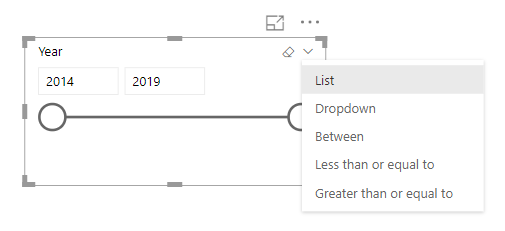 Year
2014 2019
List
Dropdown
Between
Less than or equal to
Greater than or equal to